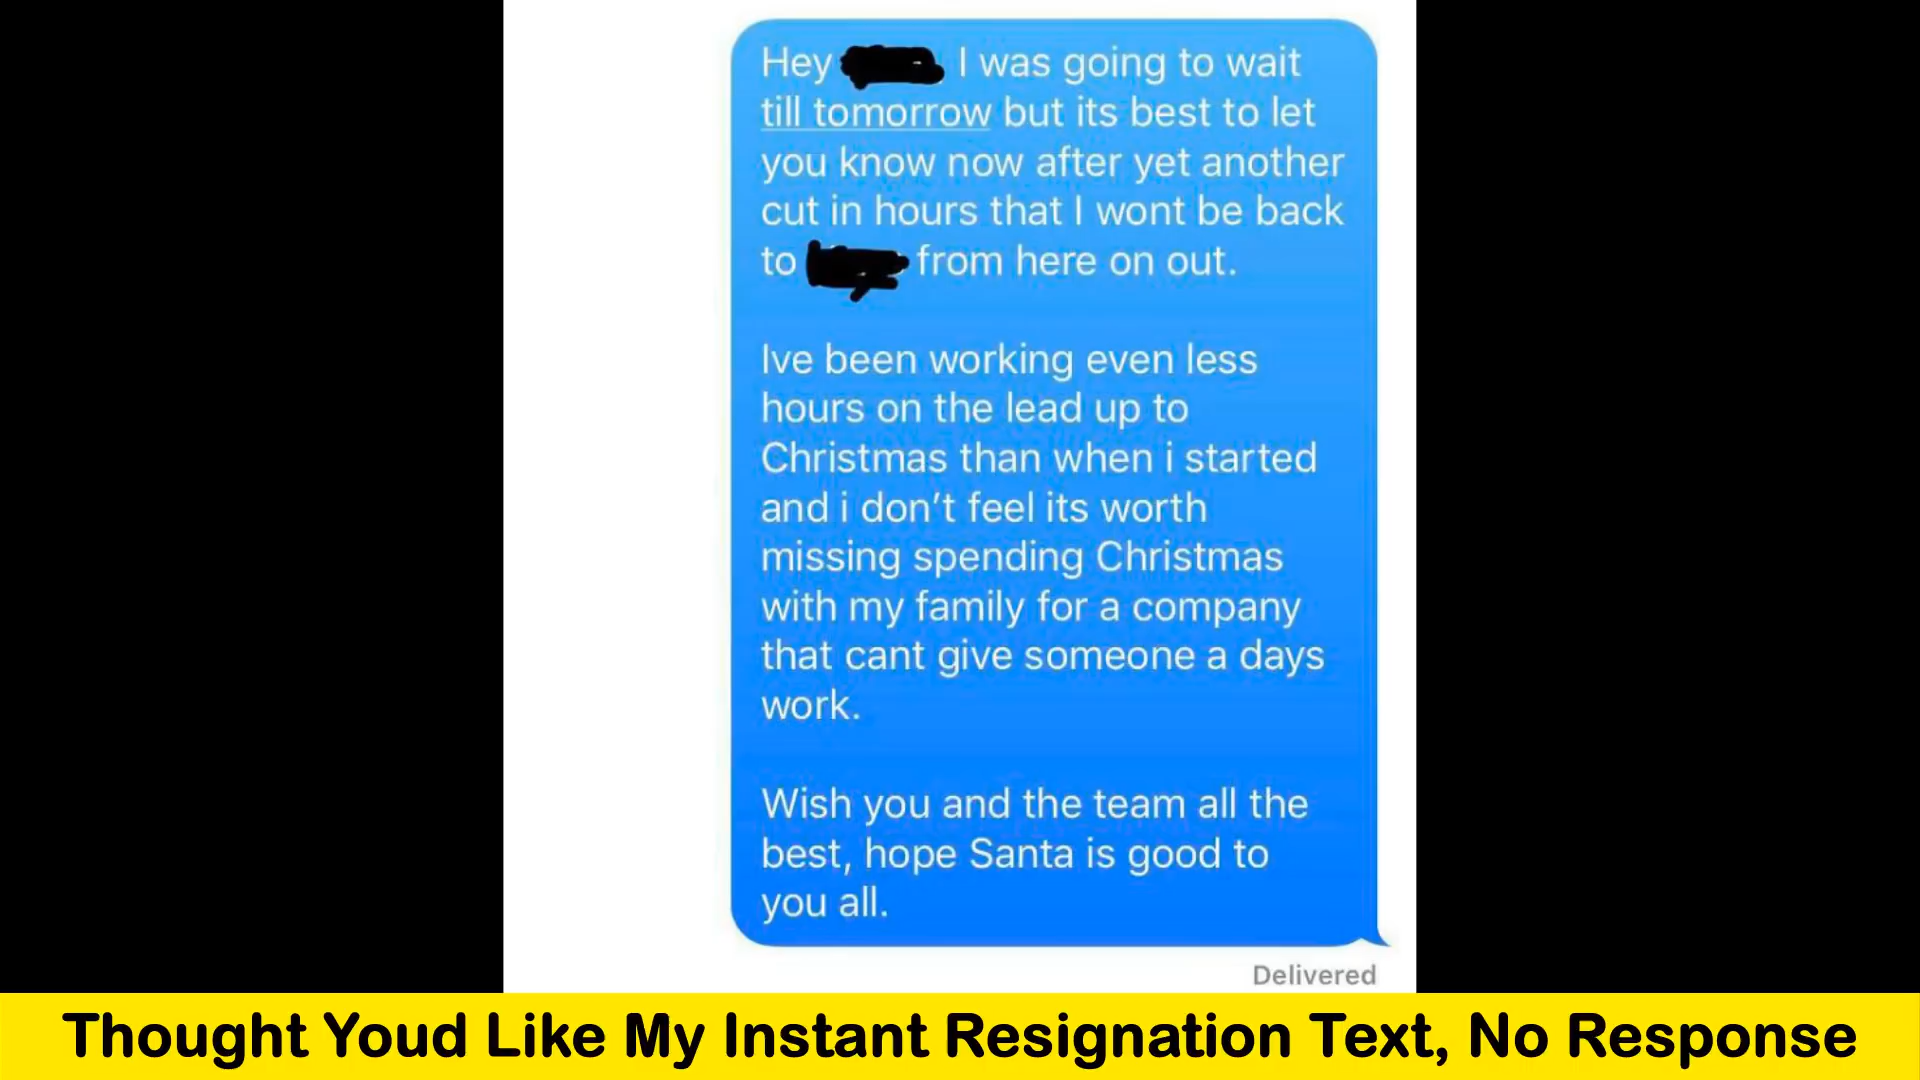 Hey I was going to wait
till tomorrow but its best to let
you know now after yet another
cut in hours that I wont be back
to from here on out.
Ive been working even less
hours on the lead up to
Christmas than when i started
and i don’t feel its worth
missing spending Christmas
with my family for a company
that cant give someone a days
work.
Wish you and the team all the
best, hope Santa is good to
you all.
Delivered
Thought Youd Like My Instant Resignation Text, No Response